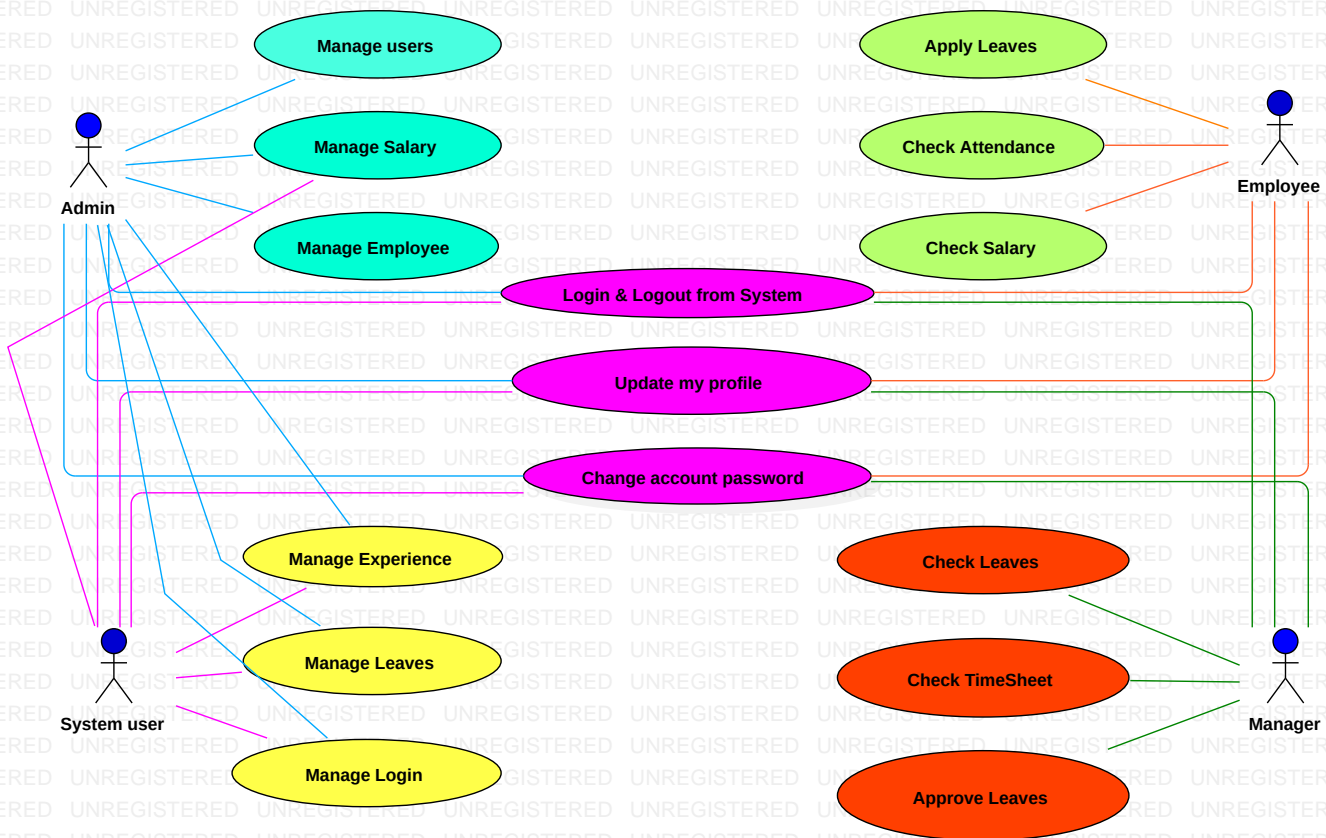 Manage users
Apply Leaves
Manage Salary
Check Attendance
Admin
Employee
Manage Employee
Check Salary
Login & Logout from System
Update my profile
Change account password
Manage Experience
Check Leaves
Manage Leaves
Check TimeSheet
System user
Manager
Manage Login
Approve Leaves
UNREGISTERED